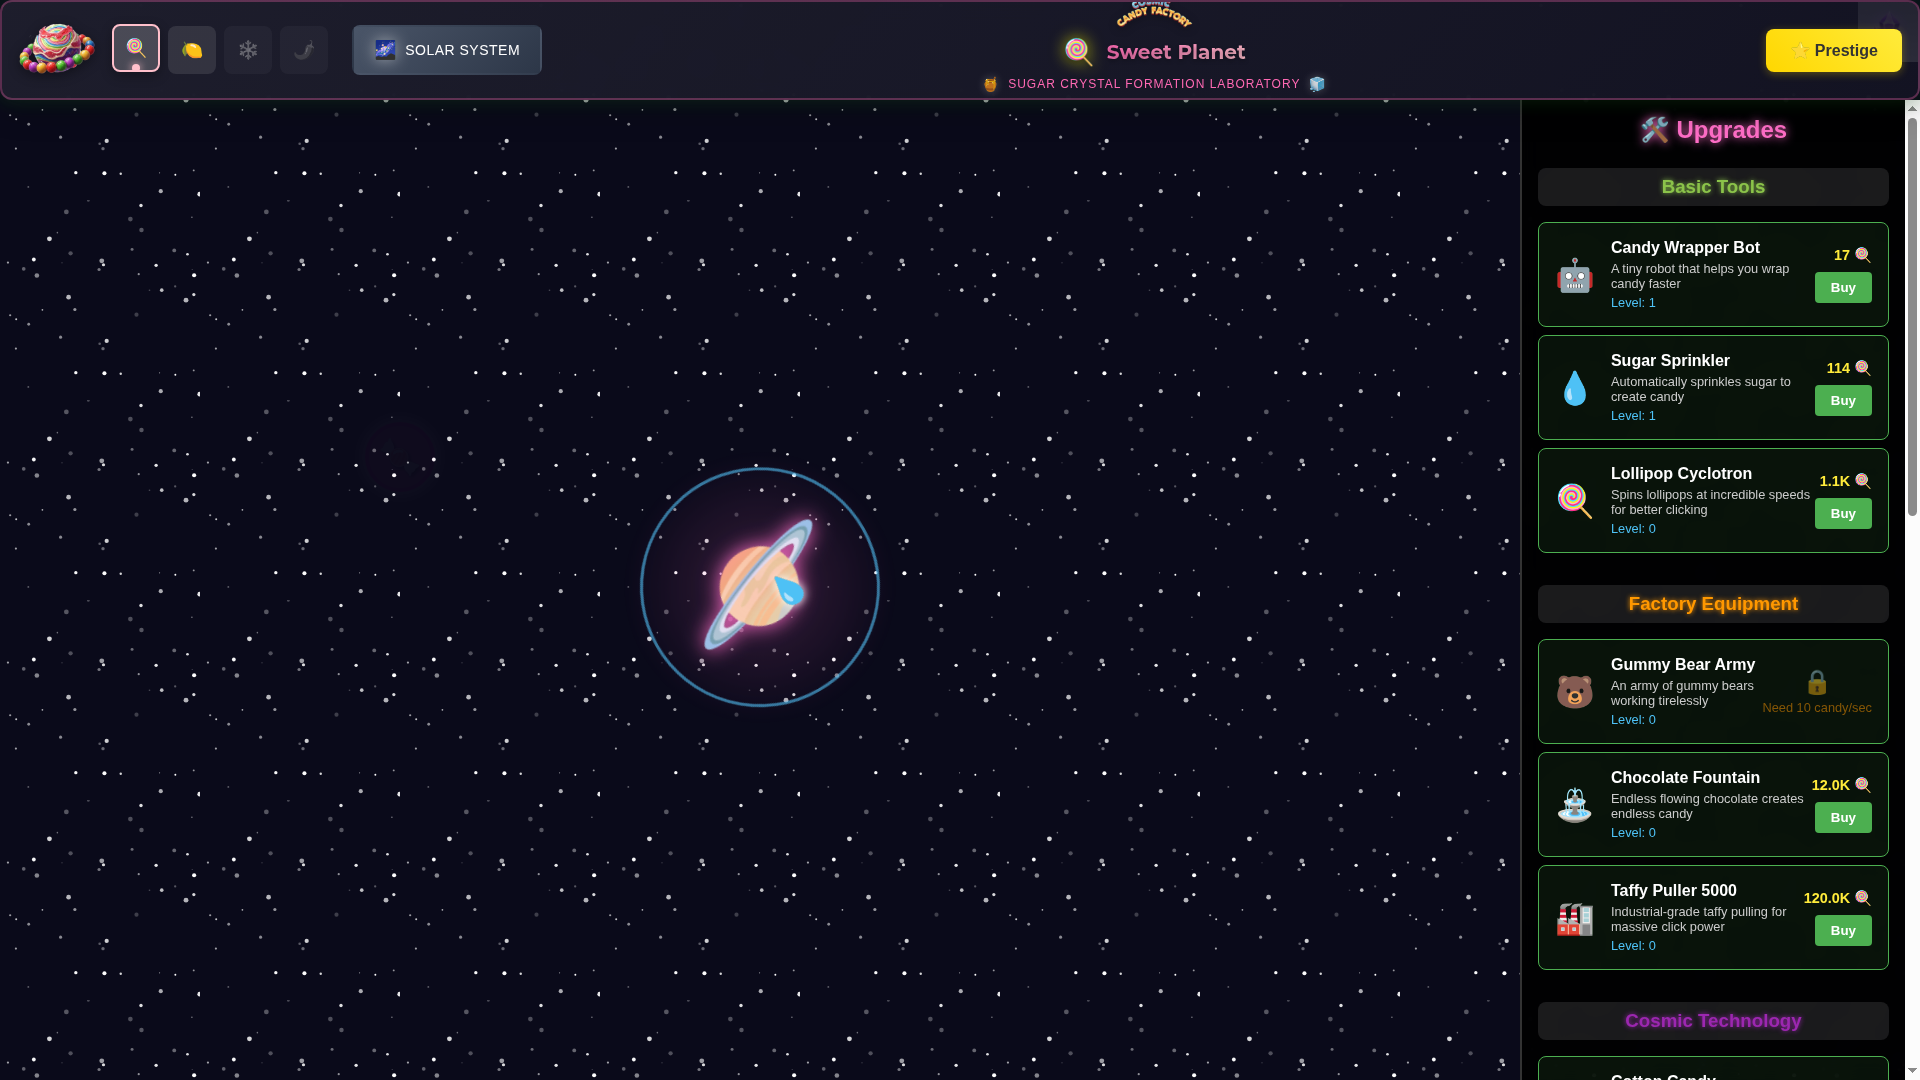 COSMIC
CANDY FACTORY
SOLAR SYSTEM
Sweet Planet
SUGAR CRYSTAL FORMATION LABORATORY
Prestige
Upgrades
Basic Tools
Candy Wrapper Bot
A tiny robot that helps you wrap
candy faster
Level: 1
17
Buy
Sugar Sprinkler
Automatically sprinkles sugar to
create candy
Level: 1
114
Buy
Lollipop Cyclotron
Spins lollipops at incredible speeds
for better clicking
Level: 0
1.1K
Buy
Factory Equipment
Gummy Bear Army
An army of gummy bears
working tirelessly
Level: 0
Need 10 candy/sec
Chocolate Fountain
Endless flowing chocolate creates
endless candy
Level: 0
12.0K
Buy
Taffy Puller 5000
Industrial-grade taffy pulling for
massive click power
Level: 0
120.0K
Buy
Cosmic Technology
Cotton Candy